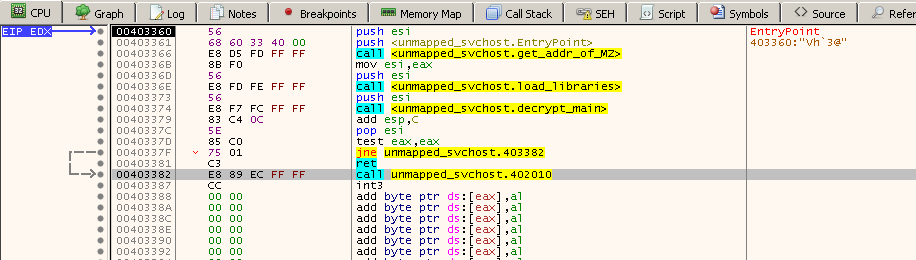 CPU Graph Log Notes Breakpoints Memory Map Call Stack SEH Script Symbols Source Refer
EIP EDX 00403360 56 push esi EntryPoint
00403361 68 60 33 40 00 push <unmapped_svchost.EntryPoint> 403360:"Vh`3@"
00403366 E8 D5 FD FF FF call <unmapped_svchost.get_addr_of_MZ>
0040336B 8B F0 mov esi,eax
0040336D 56 push esi
0040336E E8 FD FE FF FF call <unmapped_svchost.load_libraries>
00403373 56 push esi
00403374 E8 F7 FC FF FF call <unmapped_svchost.decrypt_main>
00403379 83 C4 0C add esp,C
0040337C 5E pop esi
0040337D 85 C0 test eax,eax
0040337F 75 01 jne unmapped_svchost.403382
00403381 C3 ret
00403382 E8 89 EC FF FF call unmapped_svchost.402010
00403387 CC int3
00403388 00 00 add byte ptr ds:[eax],al
0040338A 00 00 add byte ptr ds:[eax],al
0040338C 00 00 add byte ptr ds:[eax],al
0040338E 00 00 add byte ptr ds:[eax],al
00403390 00 00 add byte ptr ds:[eax],al
00403392 00 00 add byte ptr ds:[eax],al